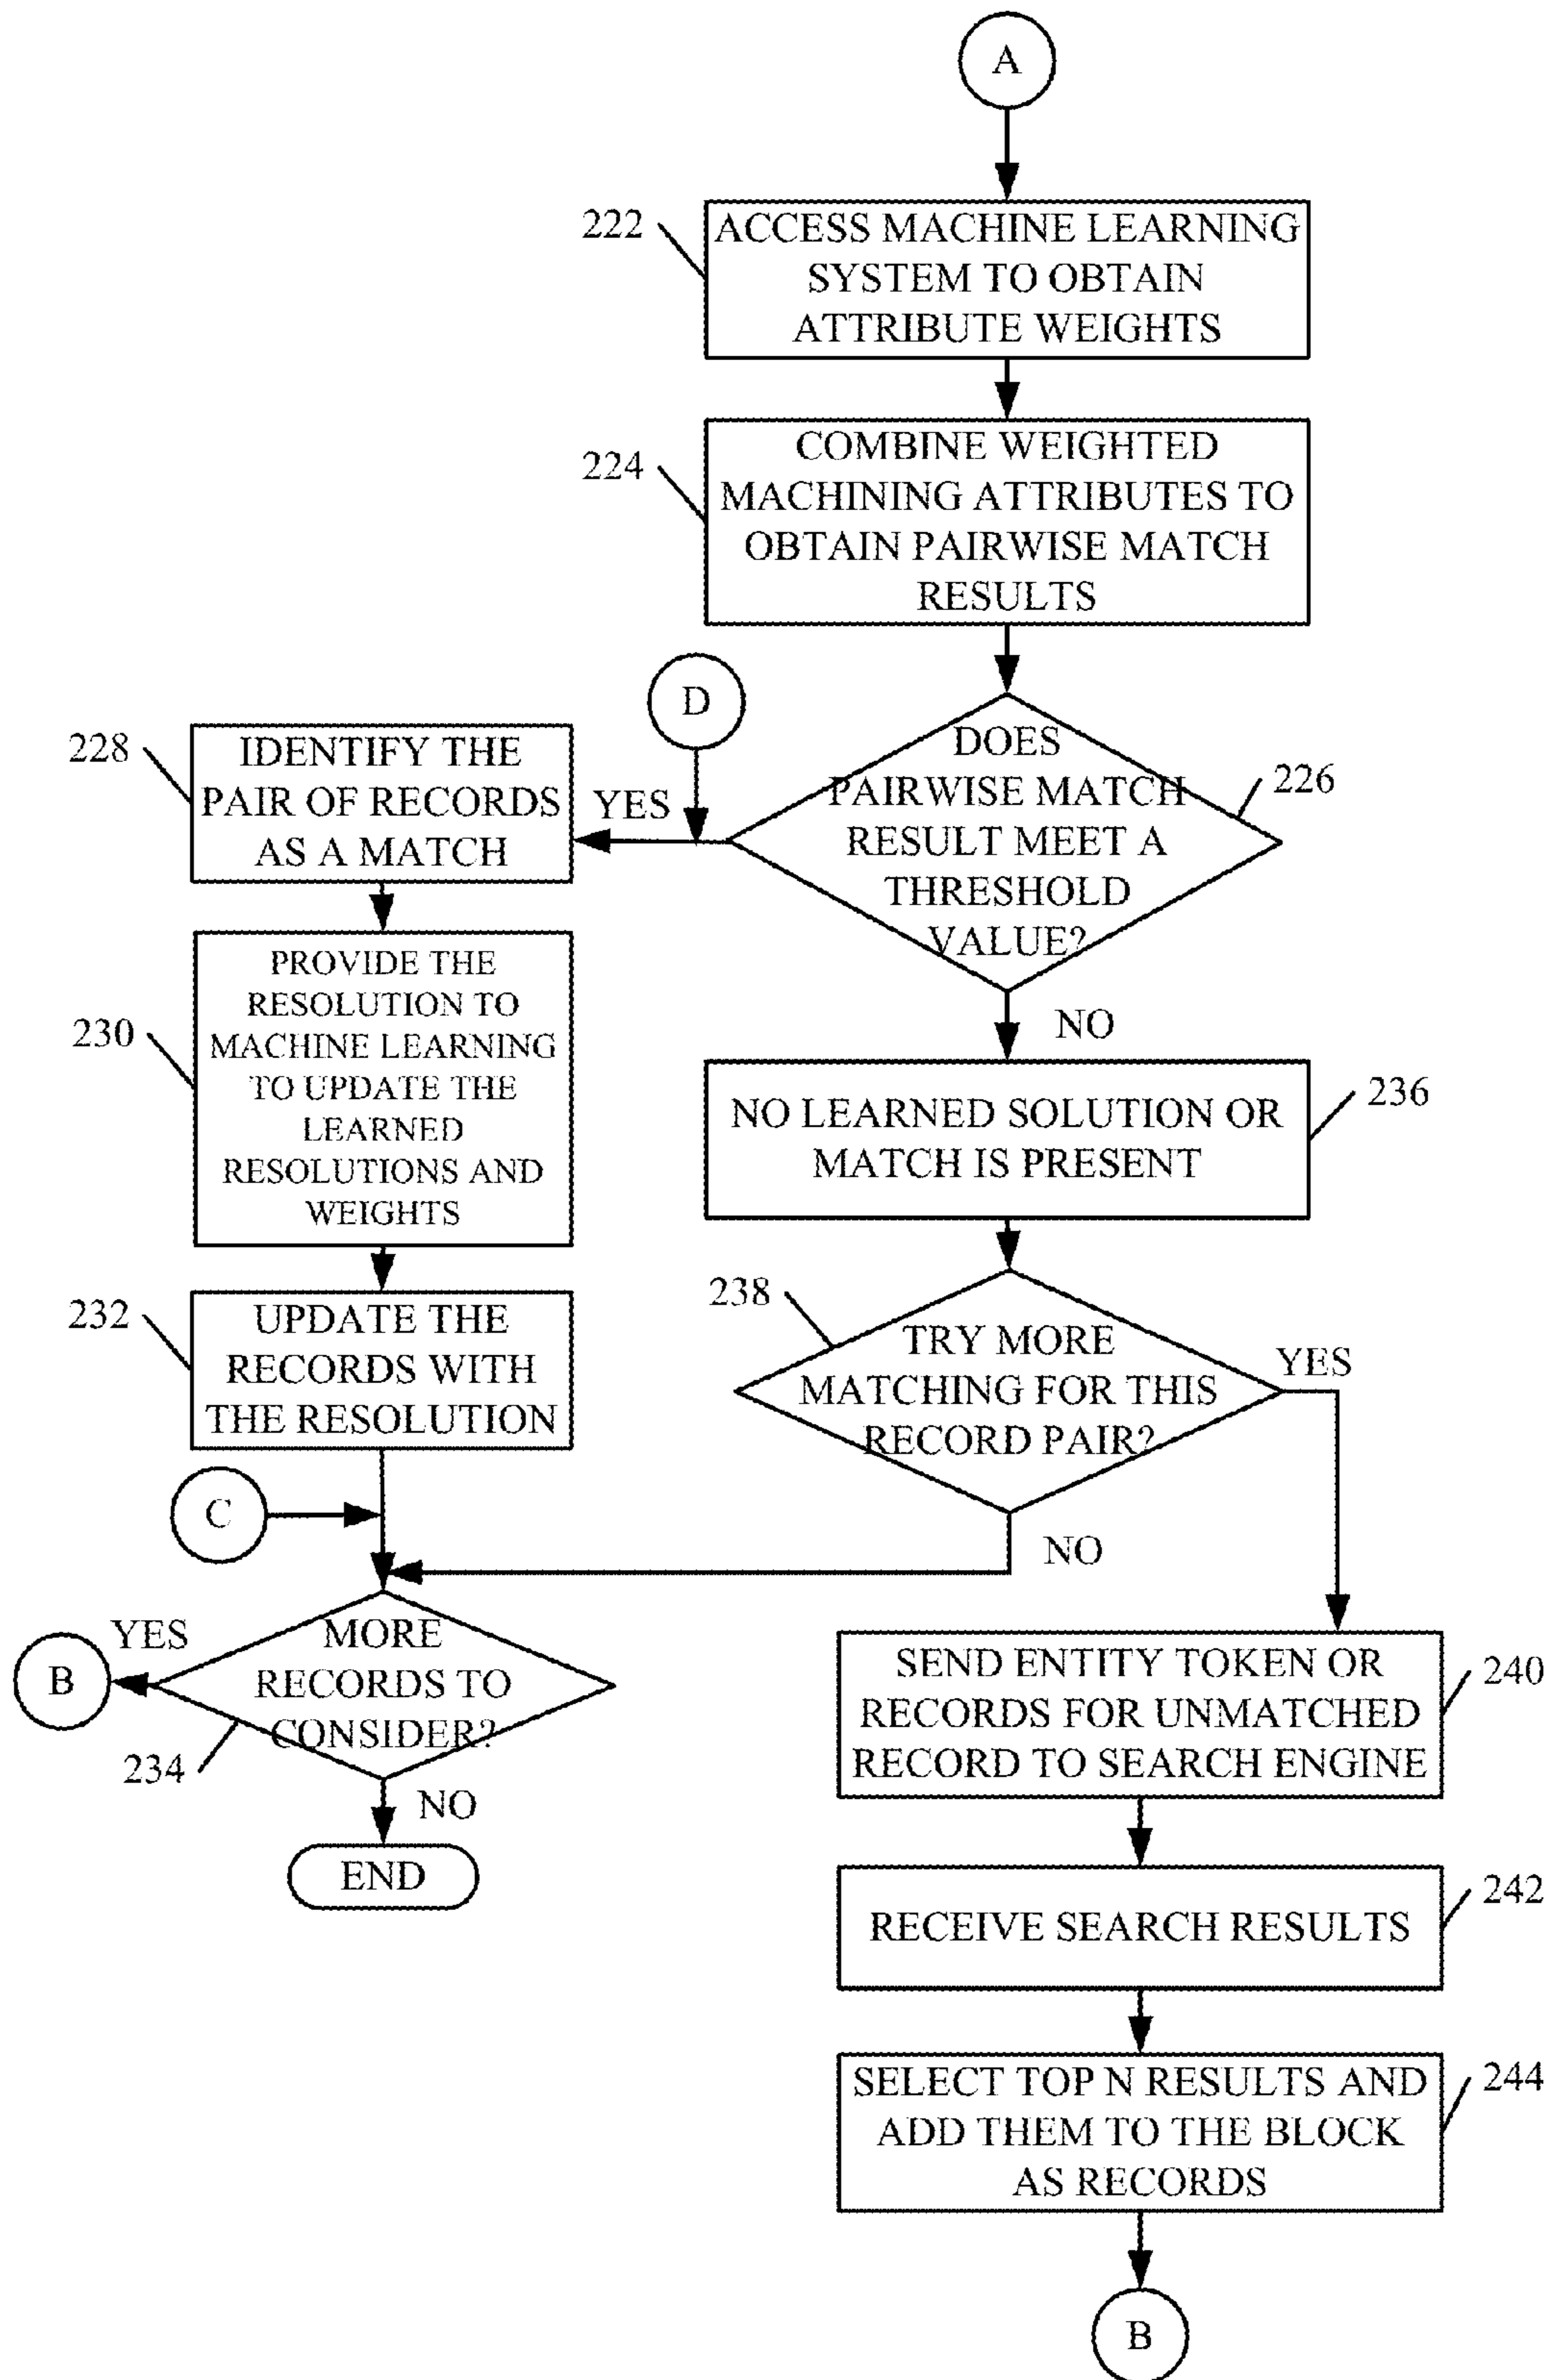 A
222
ACCESS MACHINE LEARNING
SYSTEM TO OBTAIN
ATTRIBUTE WEIGHTS
224
COMBINE WEIGHTED
MACHINING ATTRIBUTES TO
OBTAIN PAIRWISE MATCH
RESULTS
D
226
DOES
PAIRWISE MATCH
RESULT MEET A
THRESHOLD
VALUE?
YES
228
IDENTIFY THE
PAIR OF RECORDS
AS A MATCH
230
PROVIDE THE
RESOLUTION TO
MACHINE LEARNING
TO UPDATE THE
LEARNED
RESOLUTIONS AND
WEIGHTS
NO
236
NO LEARNED SOLUTION OR
MATCH IS PRESENT
232
UPDATE THE
RECORDS WITH
THE RESOLUTION
238
TRY MORE
MATCHING FOR THIS
RECORD PAIR?
YES
C
NO
YES
B
MORE
RECORDS TO
CONSIDER?
234
NO
END
240
SEND ENTITY TOKEN OR
RECORDS FOR UNMATCHED
RECORD TO SEARCH ENGINE
242
RECEIVE SEARCH RESULTS
244
SELECT TOP N RESULTS AND
ADD THEM TO THE BLOCK
AS RECORDS
B